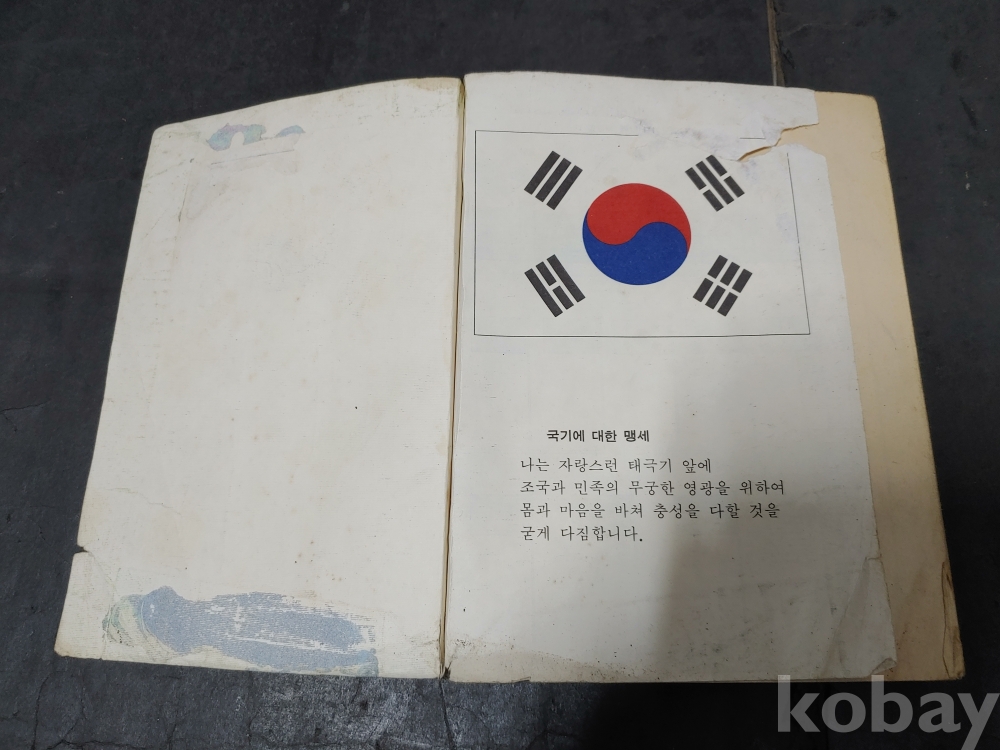 국기에 대한 맹세
나는 자랑스런 태극기 앞에
조국과 민족의 무궁한 영광을 위하여
몸과 마음을 바쳐 충성을 다할 것을
굳게 다짐합니다.
kobay